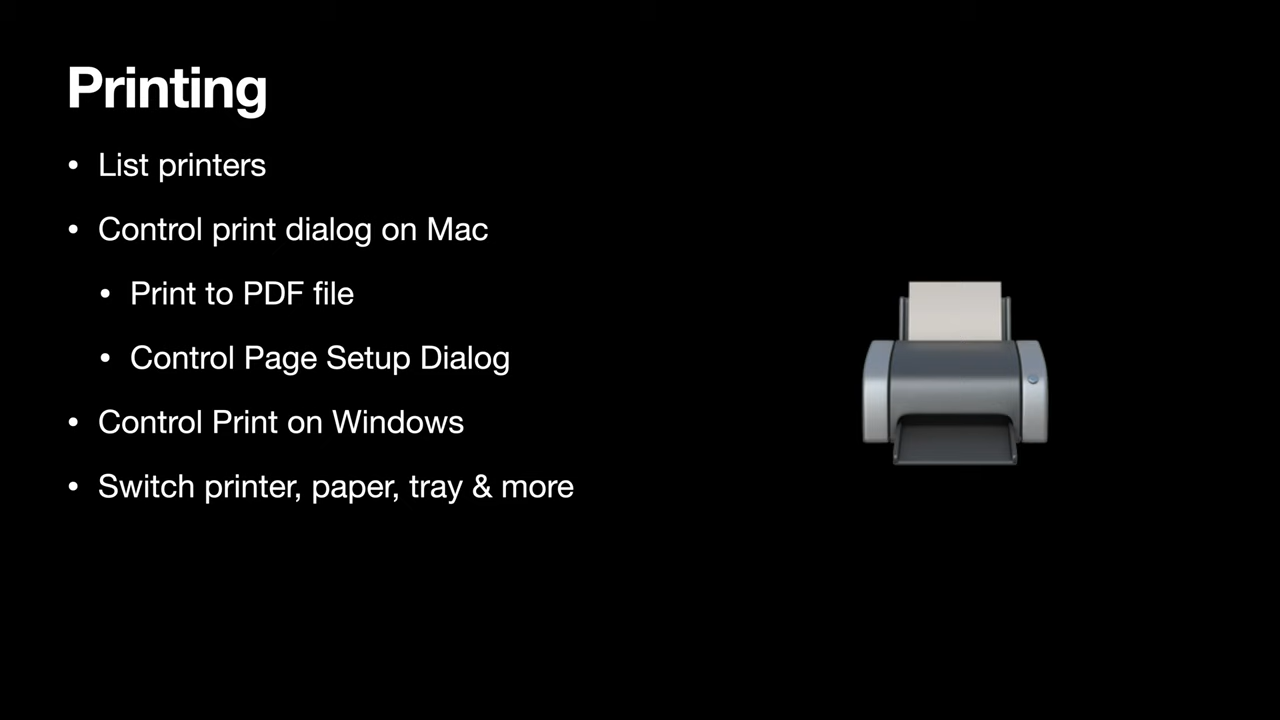 Printing
• List printers
• Control print dialog on Mac
• Print to PDF file
• Control Page Setup Dialog
• Control Print on Windows
• Switch printer, paper, tray & more